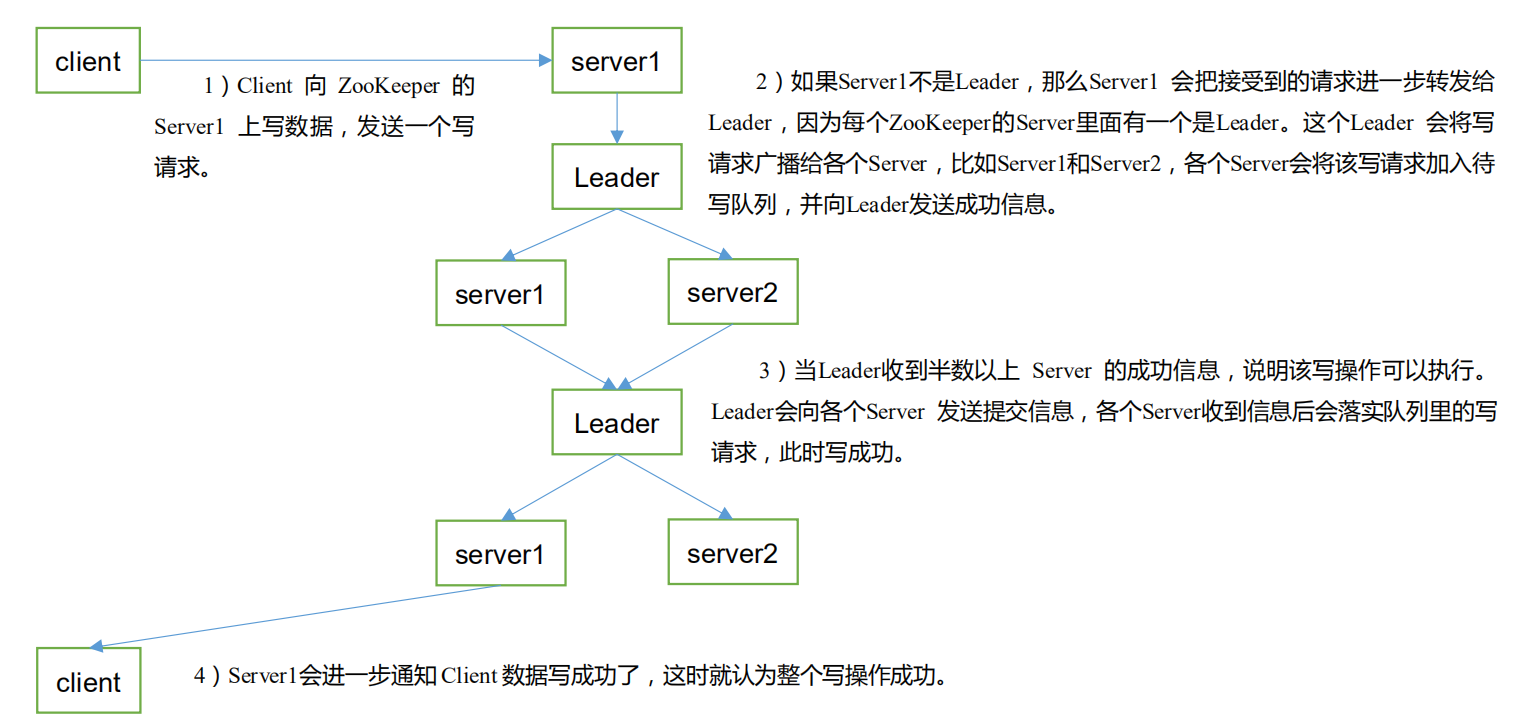 client
server1
1）Client 向 ZooKeeper 的
Server1 上写数据，发送一个写
请求。
2）如果Server1不是Leader，那么Server1 会把接受到的请求进一步转发给
Leader，因为每个ZooKeeper的Server里面有一个是Leader。这个Leader 会将写
请求广播给各个Server，比如Server1和Server2，各个Server会将该写请求加入待
写队列，并向Leader发送成功信息。
Leader
server1
server2
3）当Leader收到半数以上 Server 的成功信息，说明该写操作可以执行。
Leader会向各个Server 发送提交信息，各个Server收到信息后会落实队列里的写
请求，此时写成功。
Leader
server1
server2
client
4）Server1会进一步通知 Client 数据写成功了，这时就认为整个写操作成功。